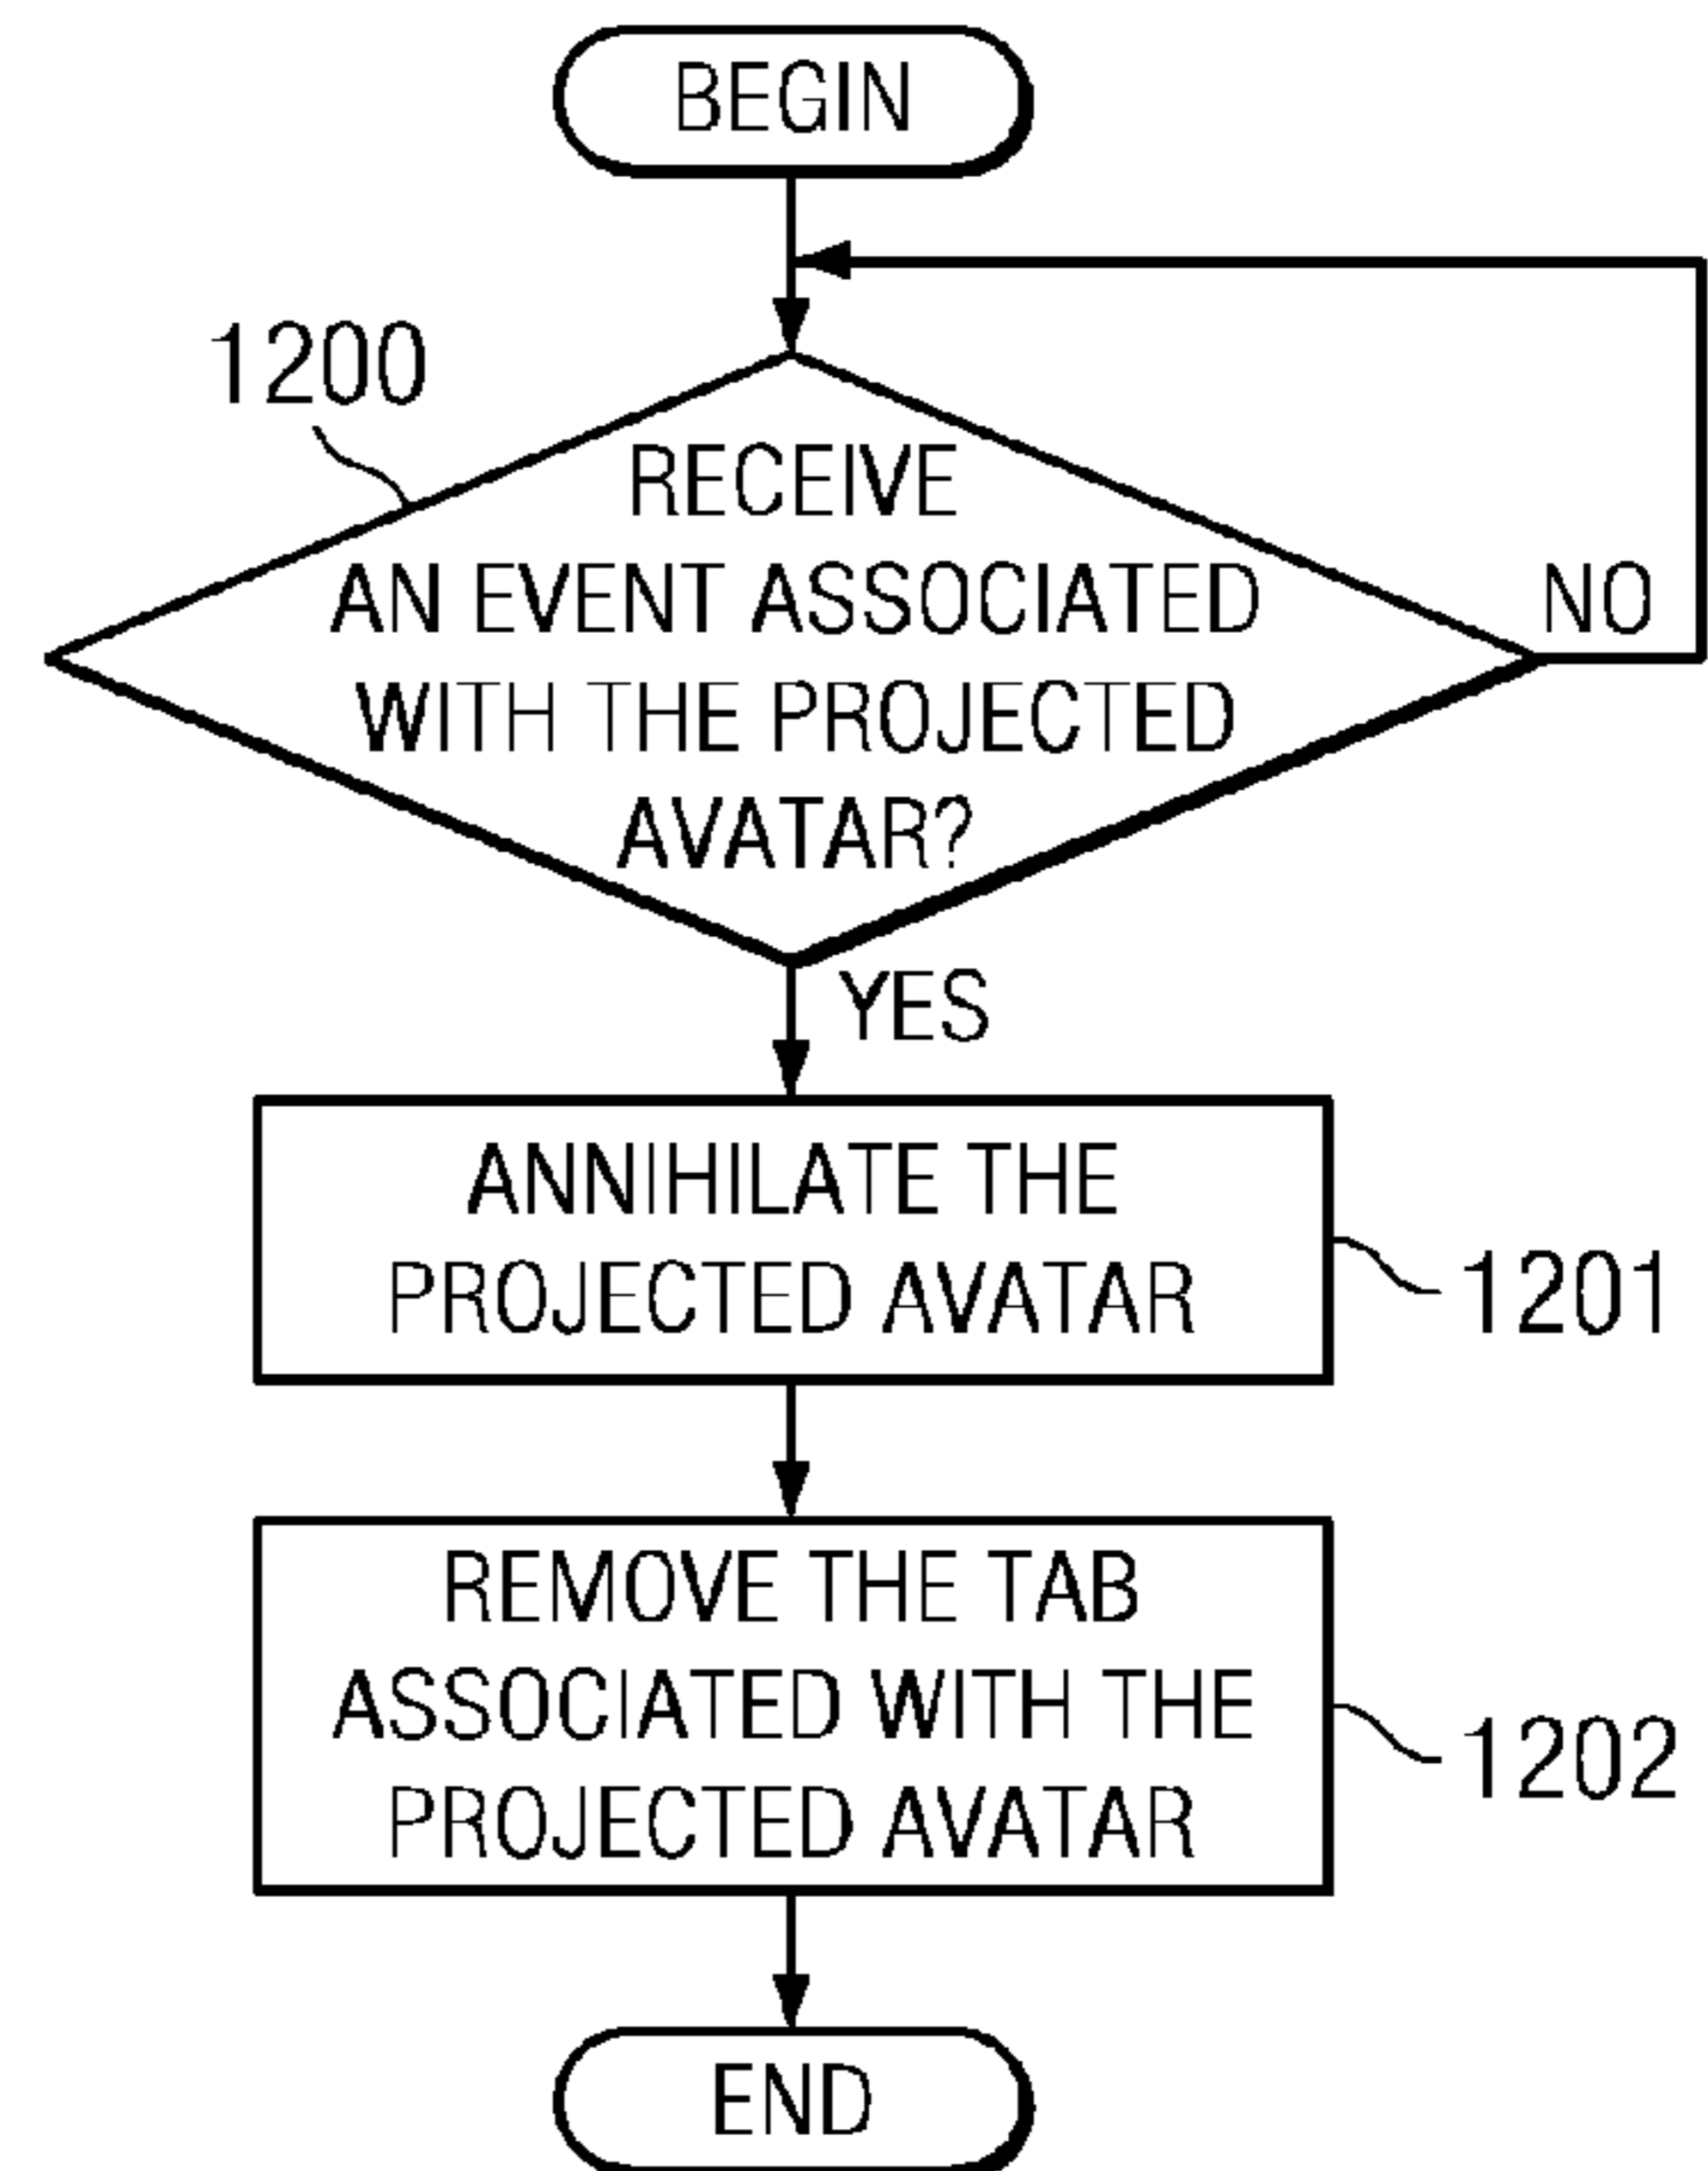 BEGIN
1200
RECEIVE
AN EVENT ASSOCIATED
WITH THE PROJECTED
AVATAR?
NO
YES
ANNIHILATE THE
PROJECTED AVATAR
1201
REMOVE THE TAB
ASSOCIATED WITH THE
PROJECTED AVATAR
1202
END